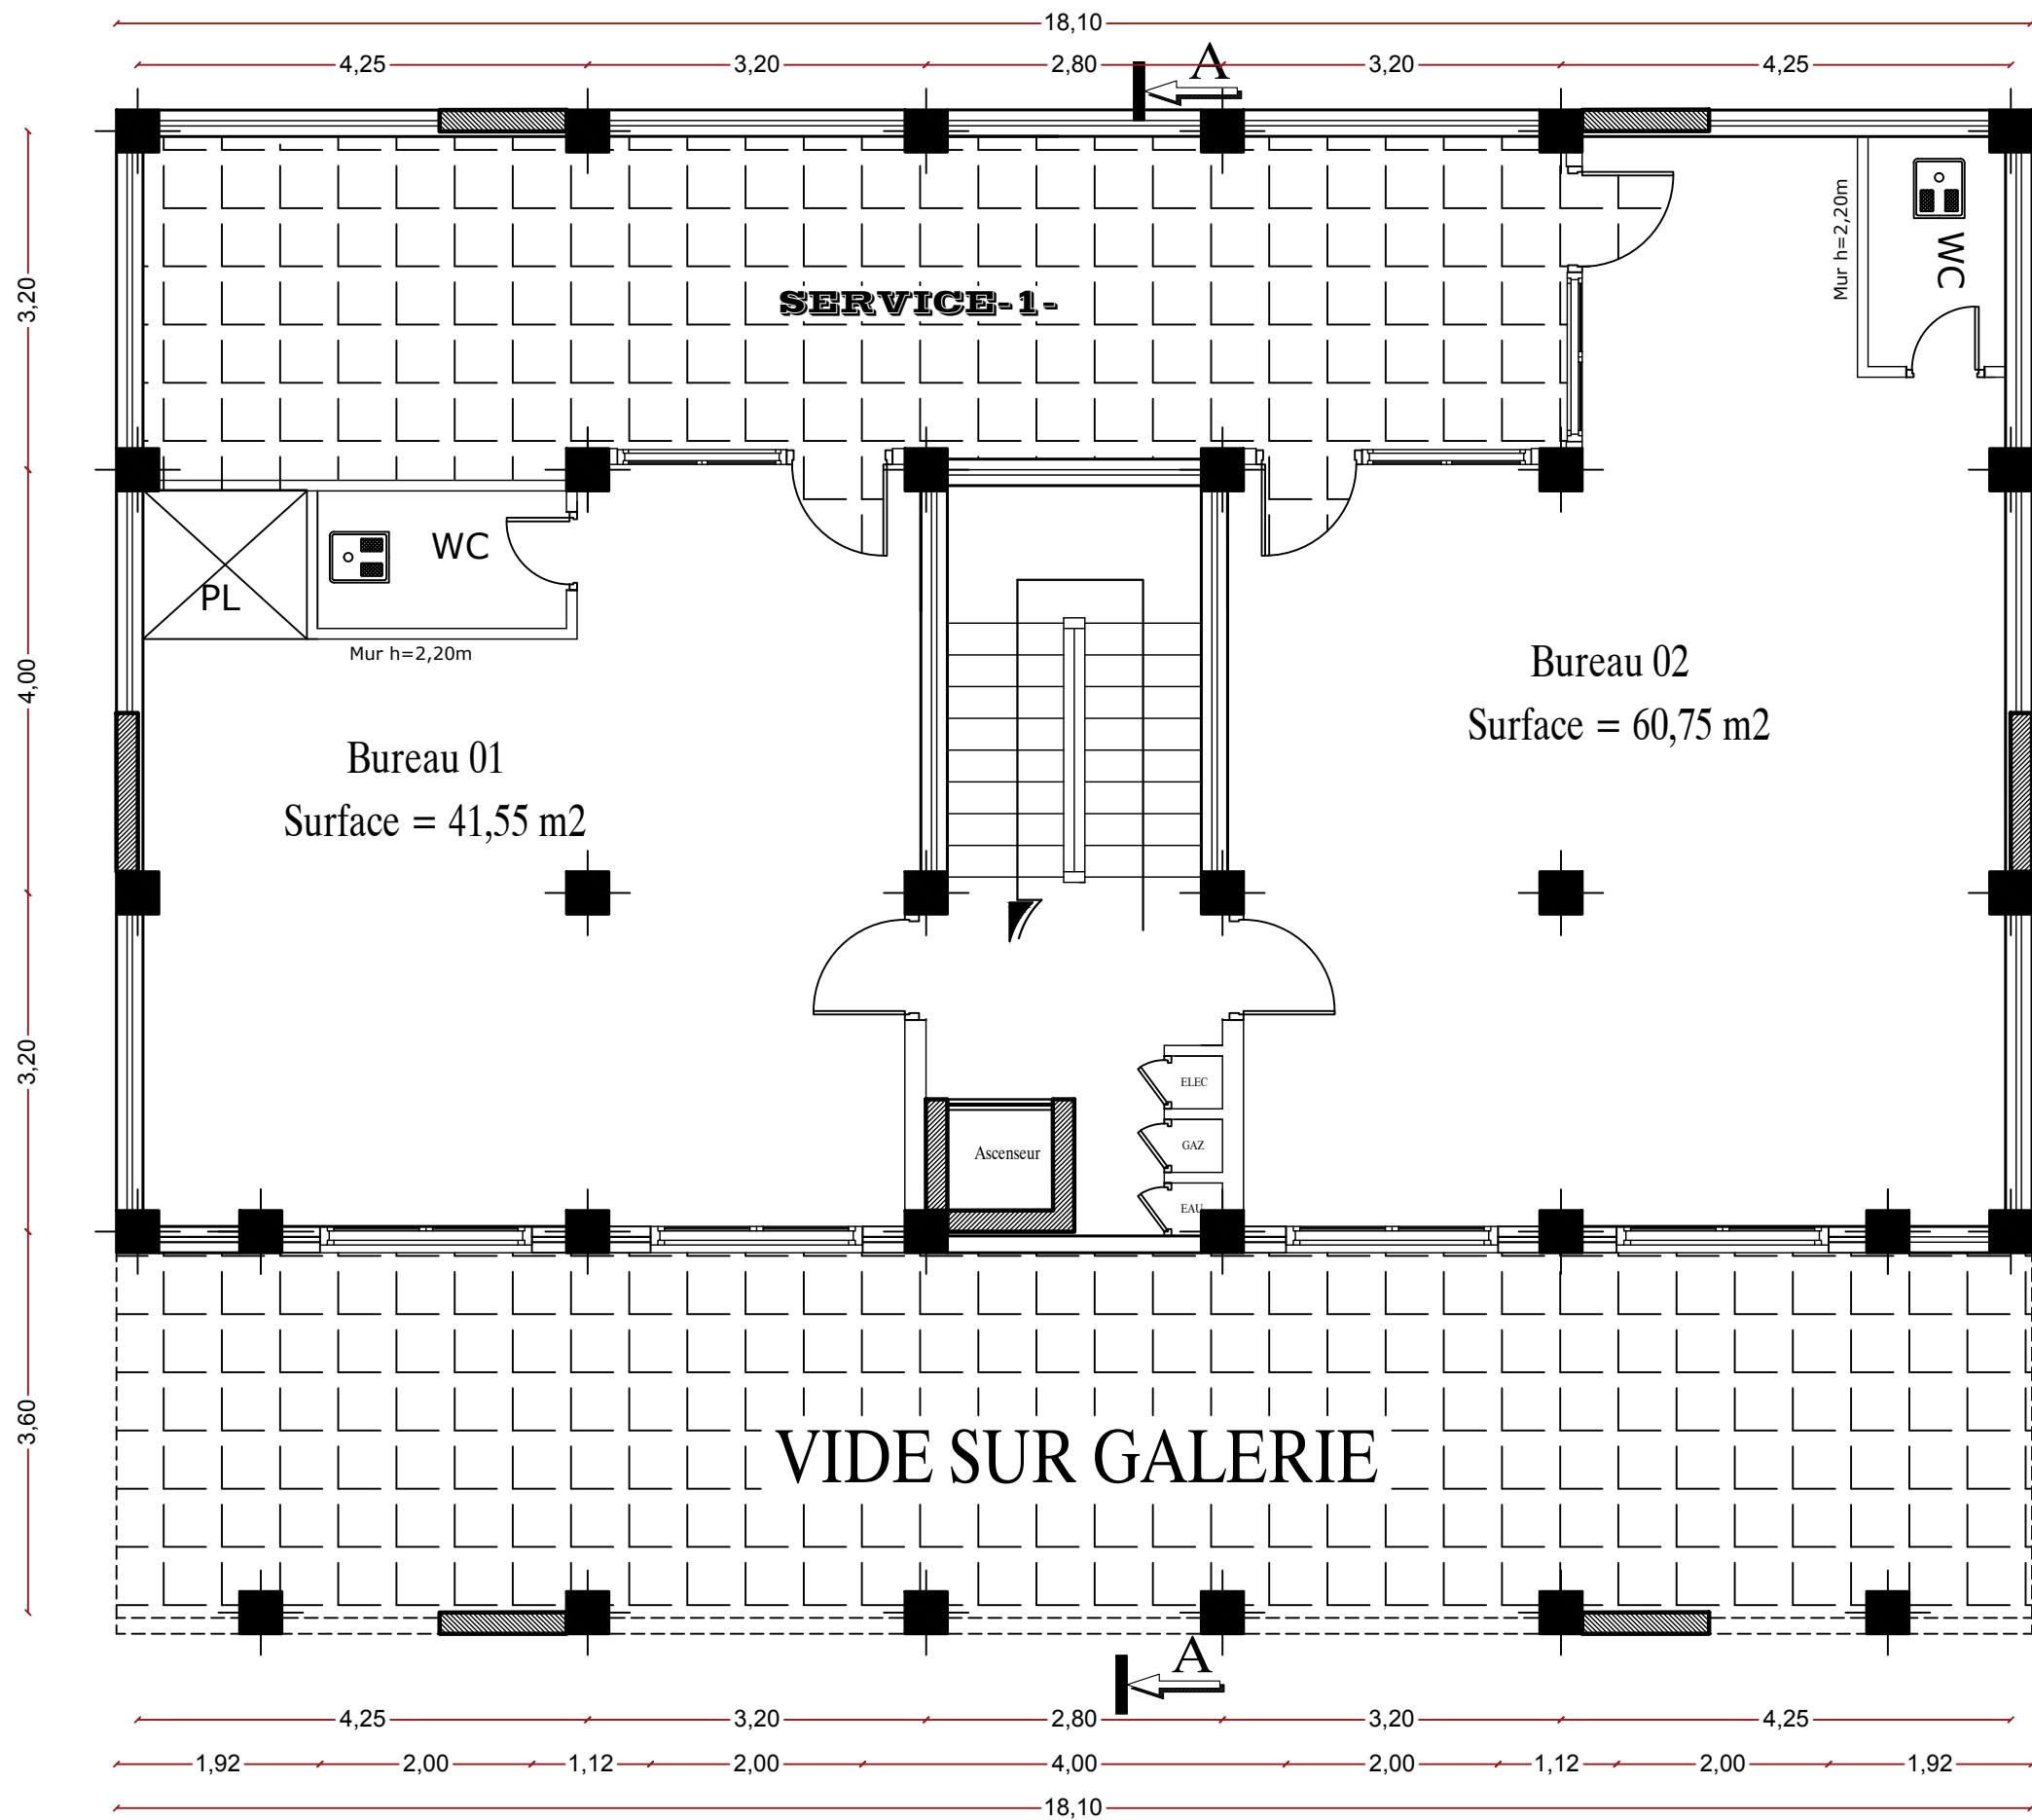 18,10
4,25 3,20 2,80 3,20 4,25
A
3,20
4,00
3,20
3,60
SERVICE-1-
Mur h=2,20m
WC
WC
PL
Mur h=2,20m
Bureau 01
Surface = 41,55 m2
Bureau 02
Surface = 60,75 m2
ELEC
GAZ
EAU
Ascenseur
VIDE SUR GALERIE
A
4,25 3,20 2,80 3,20 4,25
1,92 2,00 1,12 2,00 4,00 2,00 1,12 2,00 1,92
18,10